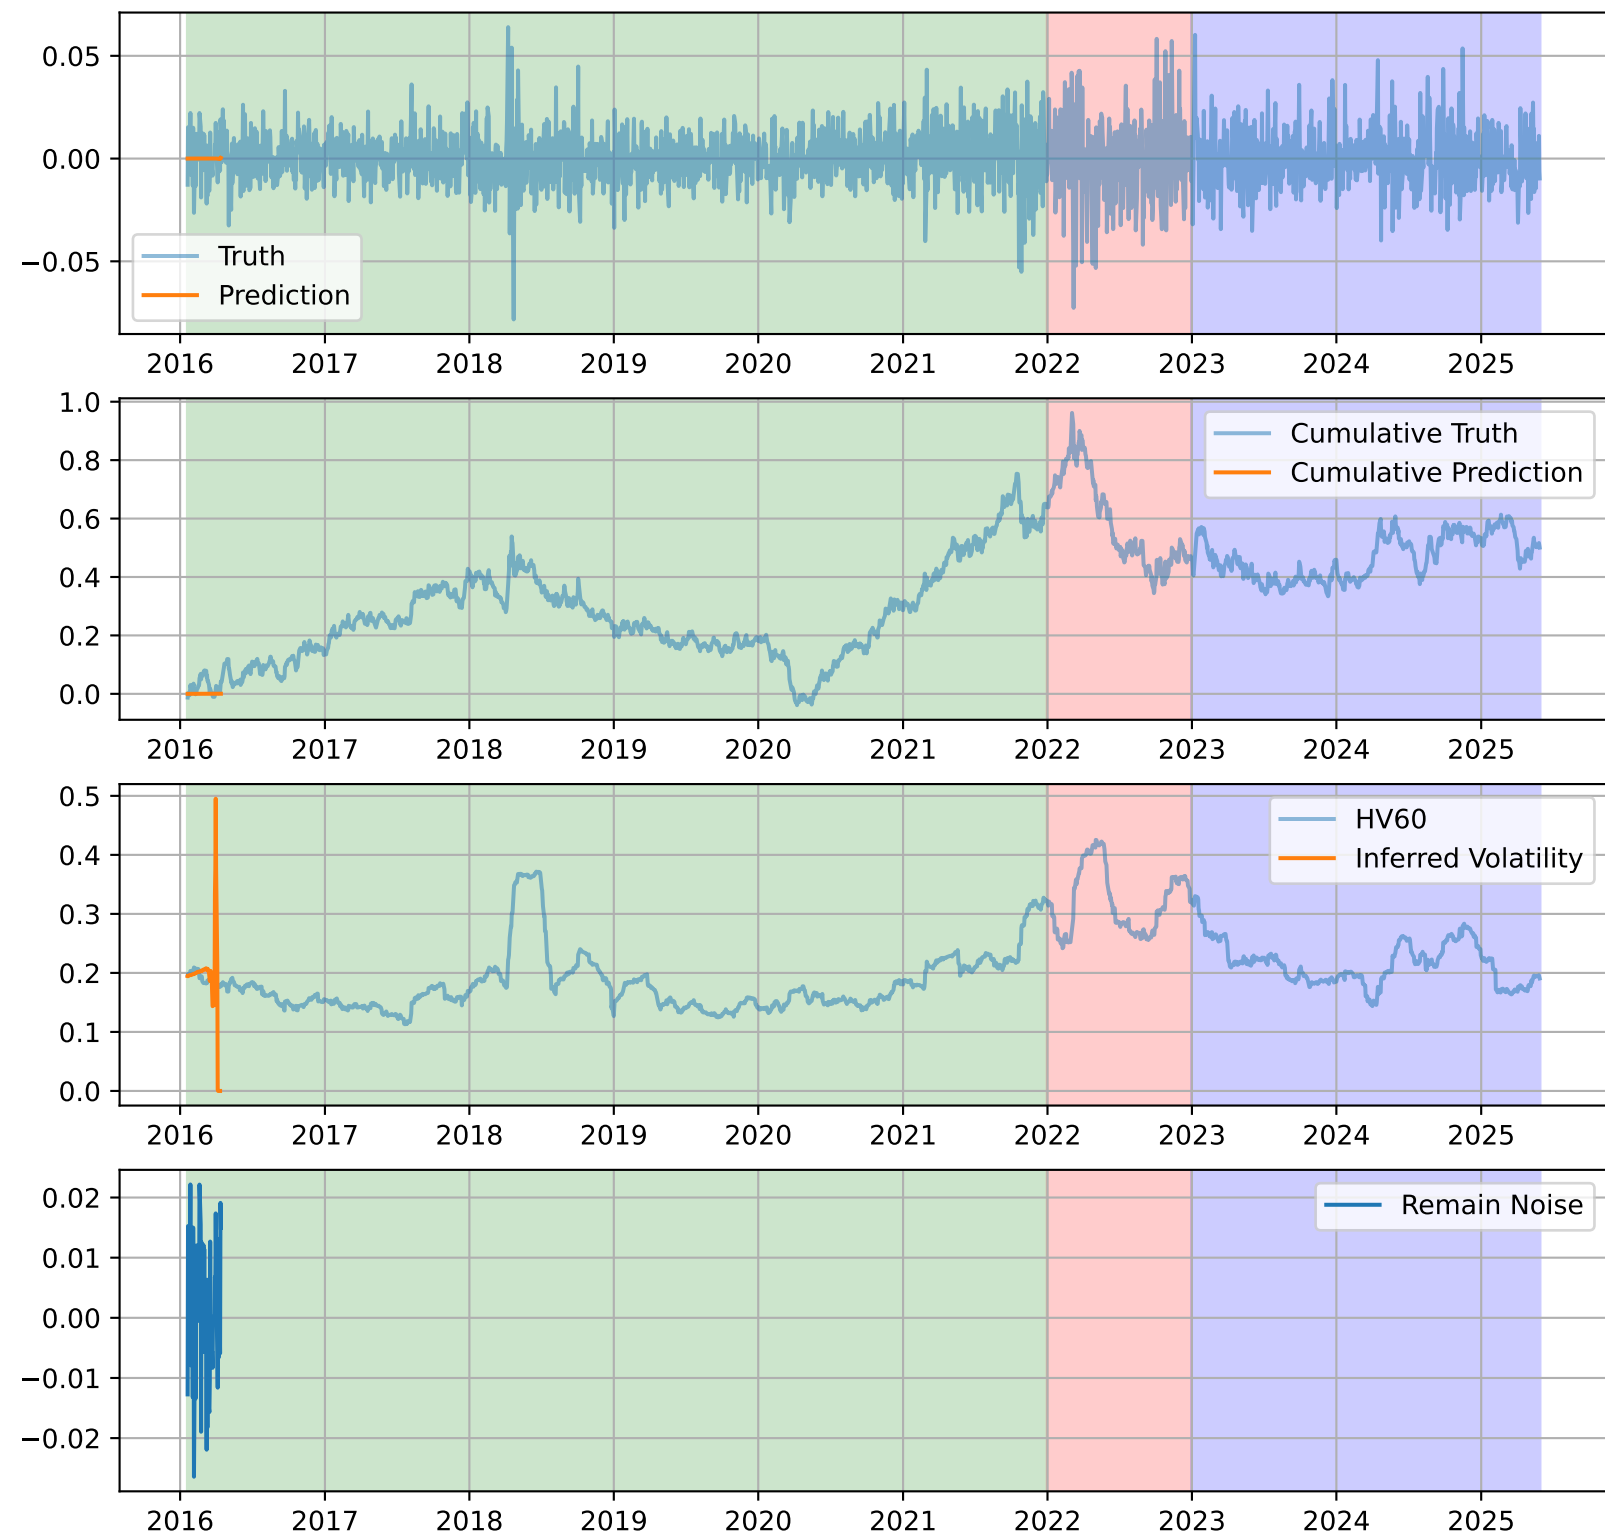 0.05
0.00
−0.05
Truth
Prediction
2016 2017 2018 2019 2020 2021 2022 2023 2024 2025
1.0
0.8
0.6
0.4
0.2
0.0
Cumulative Truth
Cumulative Prediction
2016 2017 2018 2019 2020 2021 2022 2023 2024 2025
0.5
0.4
0.3
0.2
0.1
0.0
HV60
Inferred Volatility
2016 2017 2018 2019 2020 2021 2022 2023 2024 2025
0.02
0.01
0.00
−0.01
−0.02
Remain Noise
2016 2017 2018 2019 2020 2021 2022 2023 2024 2025